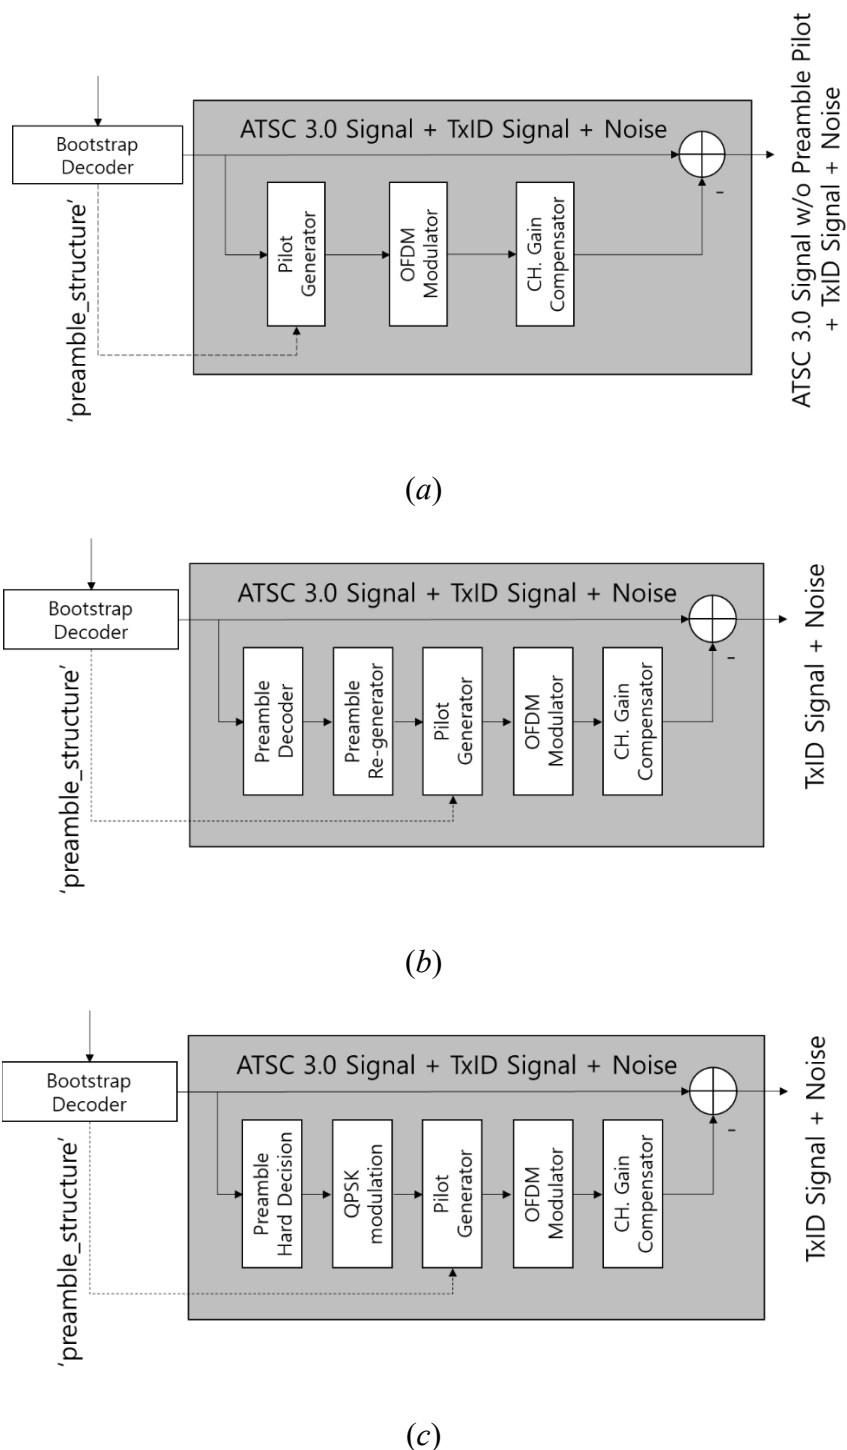 Bootstrap
Decoder
'preamble_structure'
ATSC 3.0 Signal + TxID Signal + Noise
Pilot
Generator
OFDM
Modulator
CH. Gain
Compensator
-
ATSC 3.0 Signal w/o Preamble Pilot
+ TxID Signal + Noise
(a)
Bootstrap
Decoder
'preamble_structure'
ATSC 3.0 Signal + TxID Signal + Noise
Preamble
Decoder
Preamble
Re-generator
Pilot
Generator
OFDM
Modulator
CH. Gain
Compensator
-
TxID Signal + Noise
(b)
Bootstrap
Decoder
'preamble_structure'
ATSC 3.0 Signal + TxID Signal + Noise
Preamble
Hard Decision
QPSK
modulation
Pilot
Generator
OFDM
Modulator
CH. Gain
Compensator
-
TxID Signal + Noise
(c)